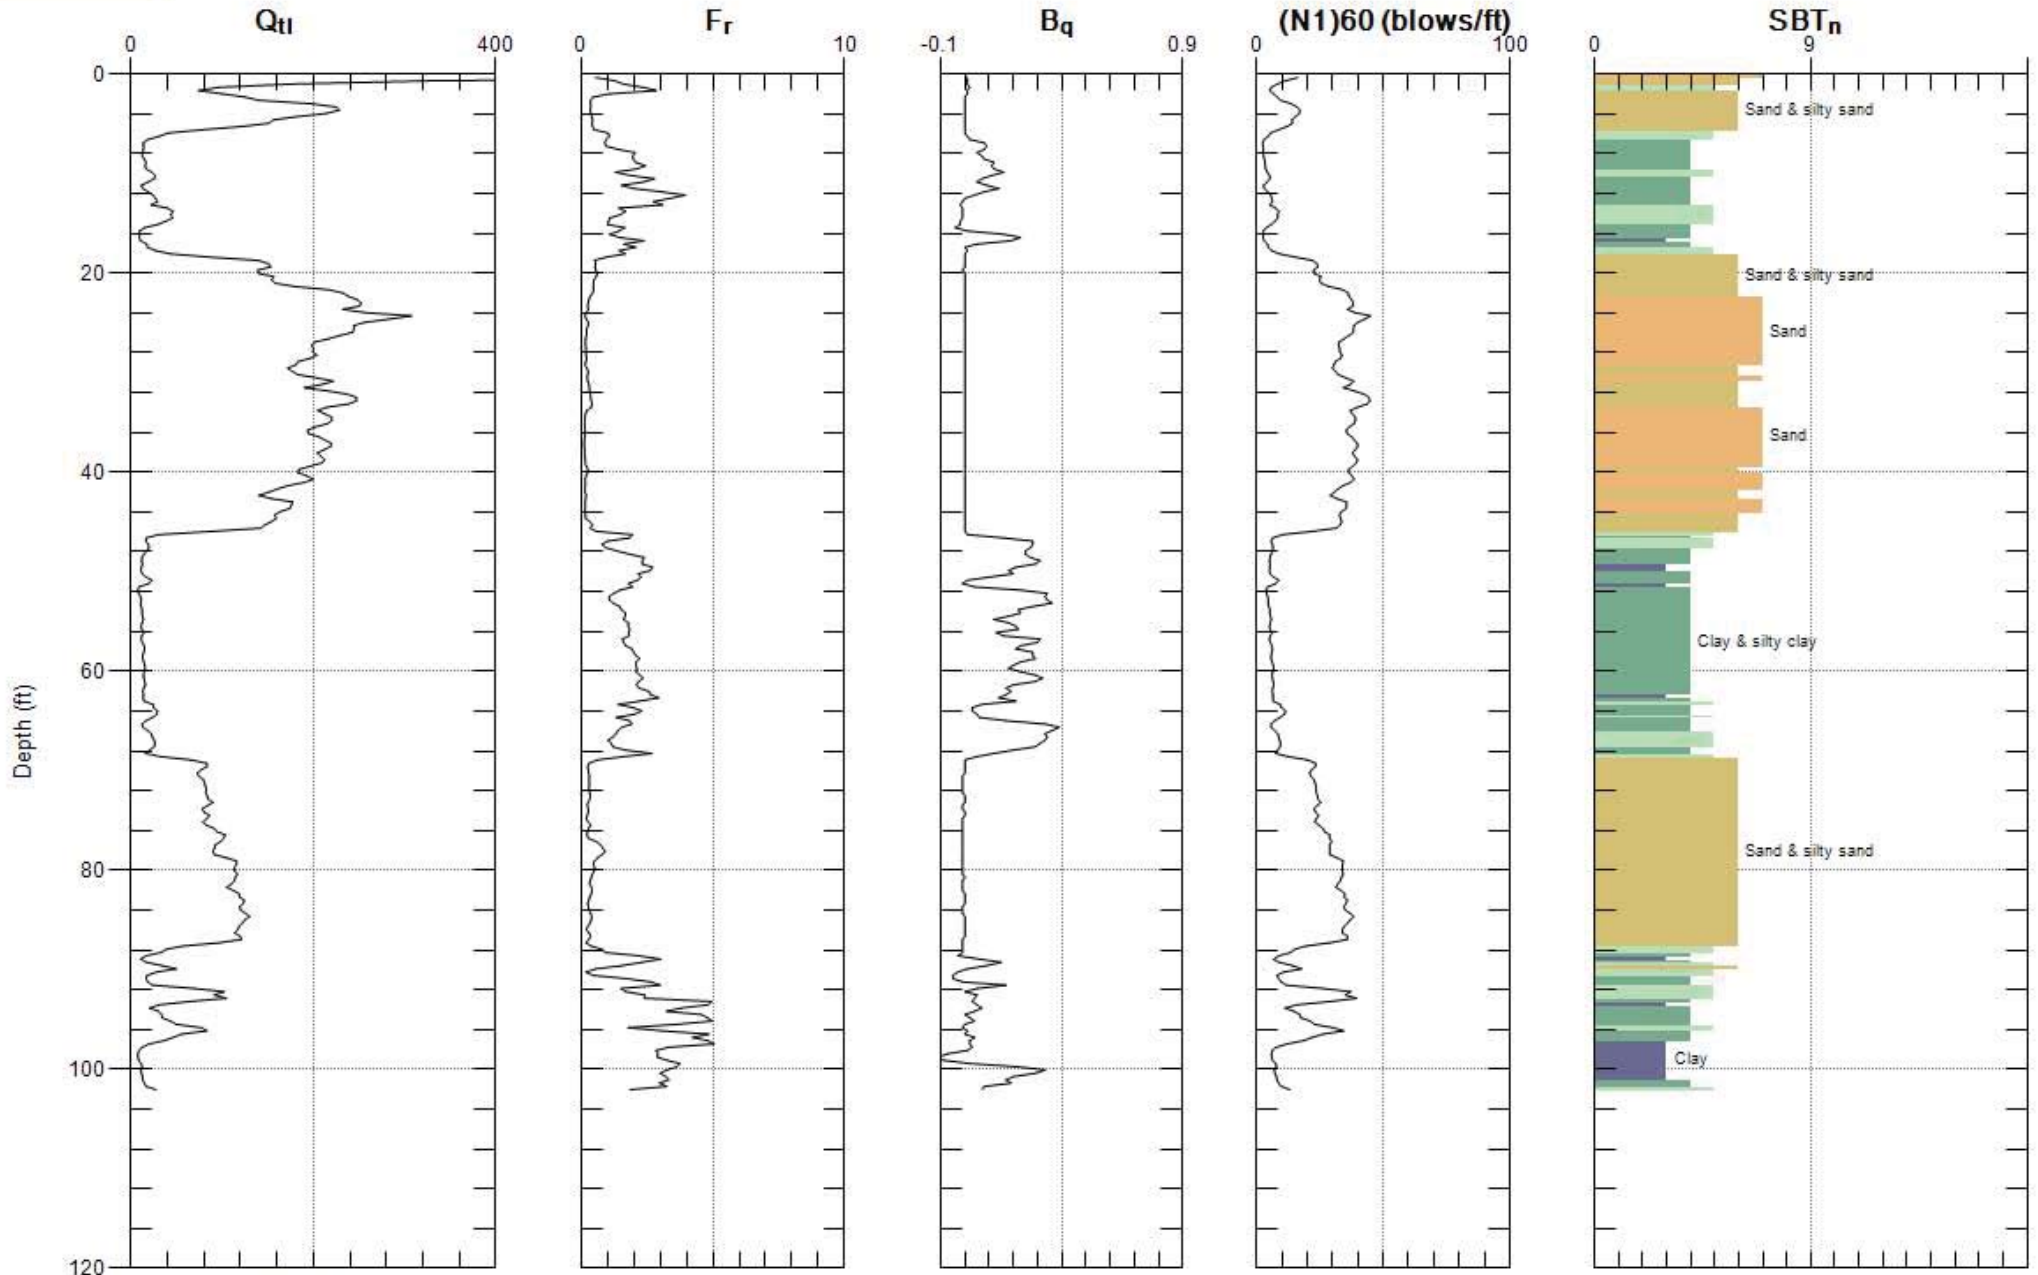 Qtl Fr Bq (N1)60 (blows/ft) SBTn
0 400 0 10 -0.1 0.9 0 100 0 9
0
Sand & silty sand
20 Sand & silty sand
Sand
Sand
40
Clay & silty clay
60
Depth (ft)
Sand & silty sand
80
Clay
100
120